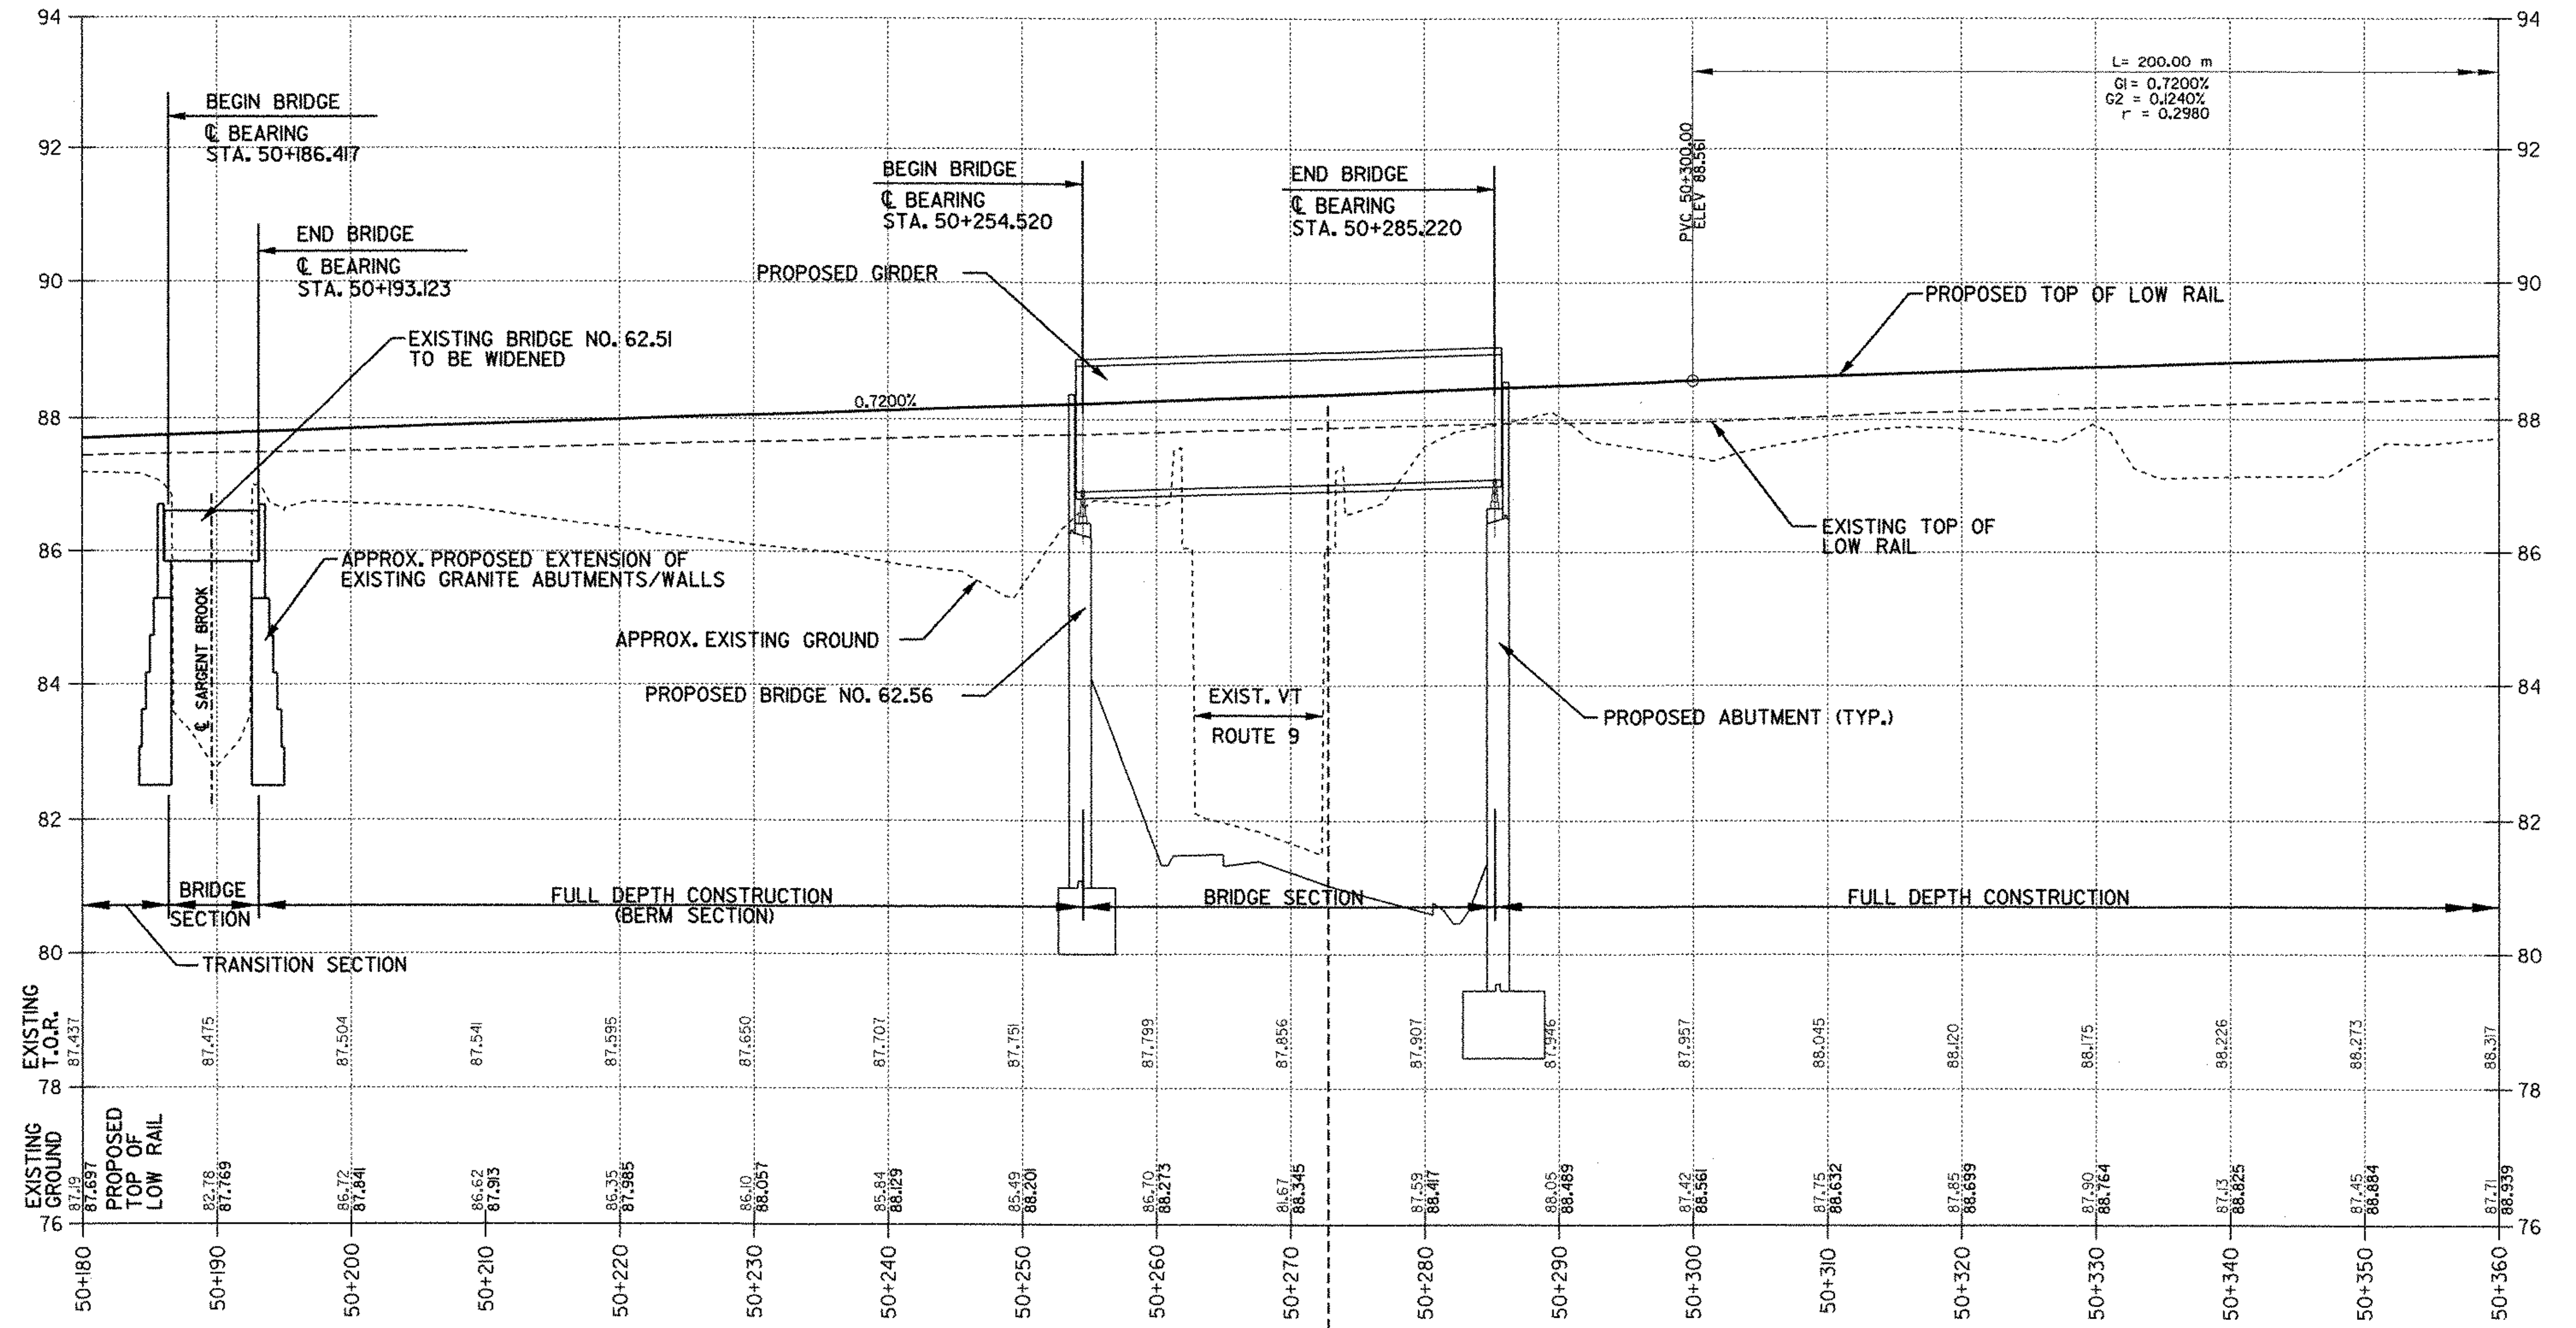 94
92
90
88
86
84
82
80
78
76
94
92
90
88
86
84
82
80
78
76
BEGIN BRIDGE
℄ BEARING
STA. 50+186.417
END BRIDGE
℄ BEARING
STA. 50+193.123
EXISTING BRIDGE NO. 62.51
TO BE WIDENED
BEGIN BRIDGE
℄ BEARING
STA. 50+254.520
END BRIDGE
℄ BEARING
STA. 50+285.220
PROPOSED GIRDER
L= 200.00 m
G1= 0.7200%
G2 = 0.1240%
r = 0.2980
PVC 50+300.00
ELEV 88.561
PROPOSED TOP OF LOW RAIL
0.7200%
EXISTING TOP OF
LOW RAIL
APPROX. PROPOSED EXTENSION OF
EXISTING GRANITE ABUTMENTS/WALLS
℄ SARGENT BROOK
APPROX. EXISTING GROUND
PROPOSED BRIDGE NO. 62.56
EXIST. VT
ROUTE 9
PROPOSED ABUTMENT (TYP.)
BRIDGE
SECTION
FULL DEPTH CONSTRUCTION
(BERM SECTION)
BRIDGE SECTION
FULL DEPTH CONSTRUCTION
TRANSITION SECTION
EXISTING
T.O.R.
87.437
87.475
87.504
87.541
87.595
87.650
87.707
87.751
87.799
87.856
87.907
87.946
87.957
88.045
88.120
88.175
88.226
88.273
88.317
EXISTING
GROUND
PROPOSED
TOP OF
LOW RAIL
87.19
87.697
82.78
87.769
86.72
87.841
86.62
87.913
86.35
87.985
86.10
88.057
85.84
88.129
85.49
88.201
86.70
88.273
81.67
88.345
87.59
88.417
88.05
88.489
87.42
88.561
87.75
88.632
87.85
88.699
87.90
88.764
87.13
88.825
87.45
88.884
87.71
88.939
50+180
50+190
50+200
50+210
50+220
50+230
50+240
50+250
50+260
50+270
50+280
50+290
50+300
50+310
50+320
50+330
50+340
50+350
50+360